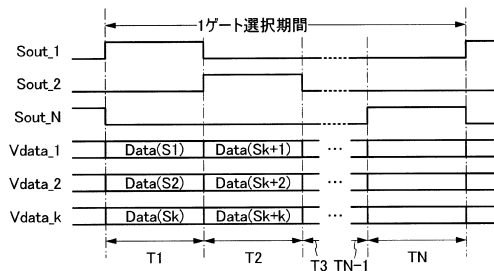 1ゲート選択期間
Sout_1
Sout_2
Sout_N
Vdata_1 Data(S1) Data(Sk+1) ···
Vdata_2 Data(S2) Data(Sk+2) ···
Vdata_k Data(Sk) Data(Sk+k) ···
T1 T2 T3 TN-1 TN